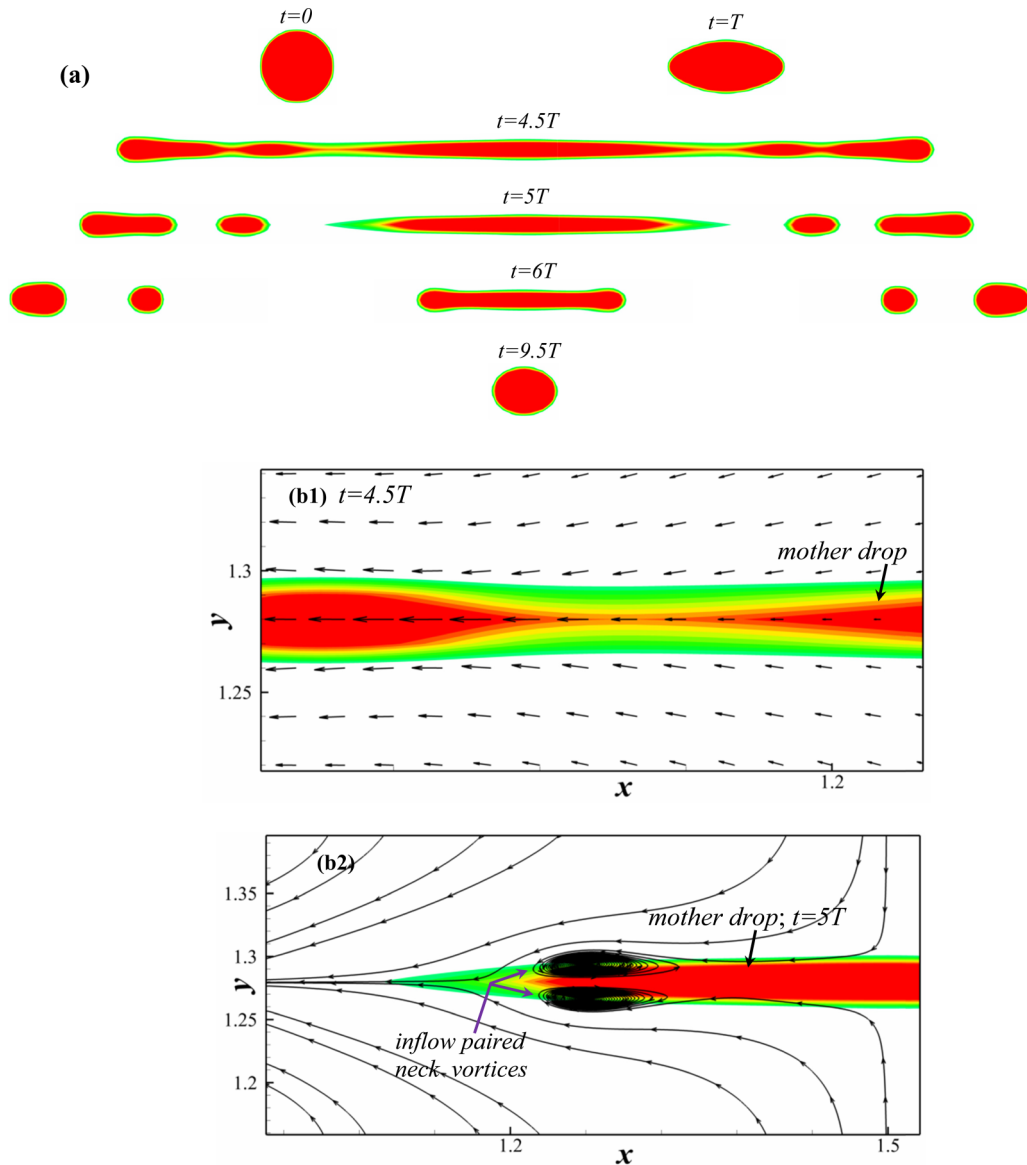 t=0
t=T
(a)
t=4.5T
t=5T
t=6T
t=9.5T
(b1) t=4.5T
mother drop
1.3
y
1.25
1.2
x
(b2)
1.35
mother drop; t=5T
1.3
y
1.25
inflow paired
neck vortices
1.2
1.2
1.5
x